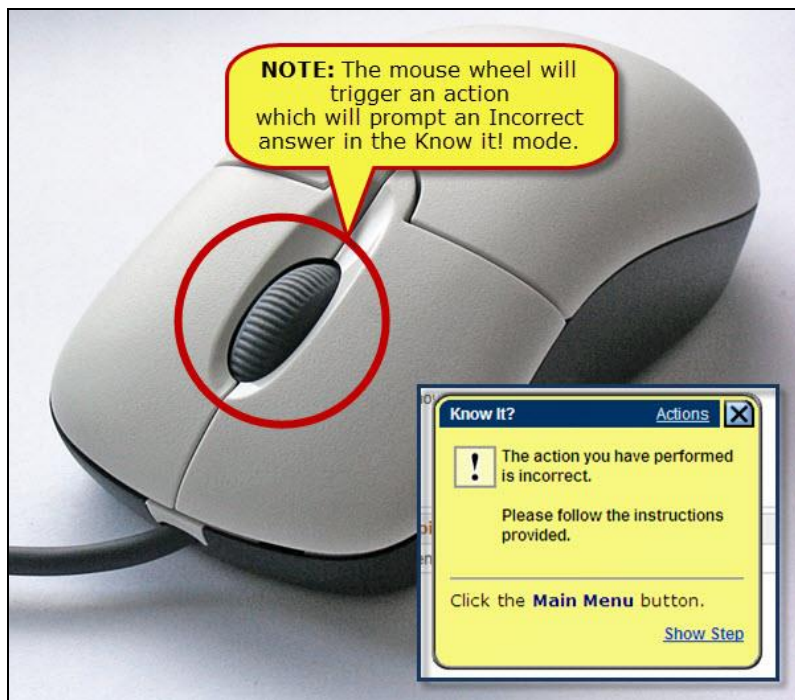 NOTE: The mouse wheel will
trigger an action
which will prompt an Incorrect
answer in the Know it! mode.
Know It? Actions X
! The action you have performed
is incorrect.
Please follow the instructions
provided.
Click the Main Menu button.
Show Step